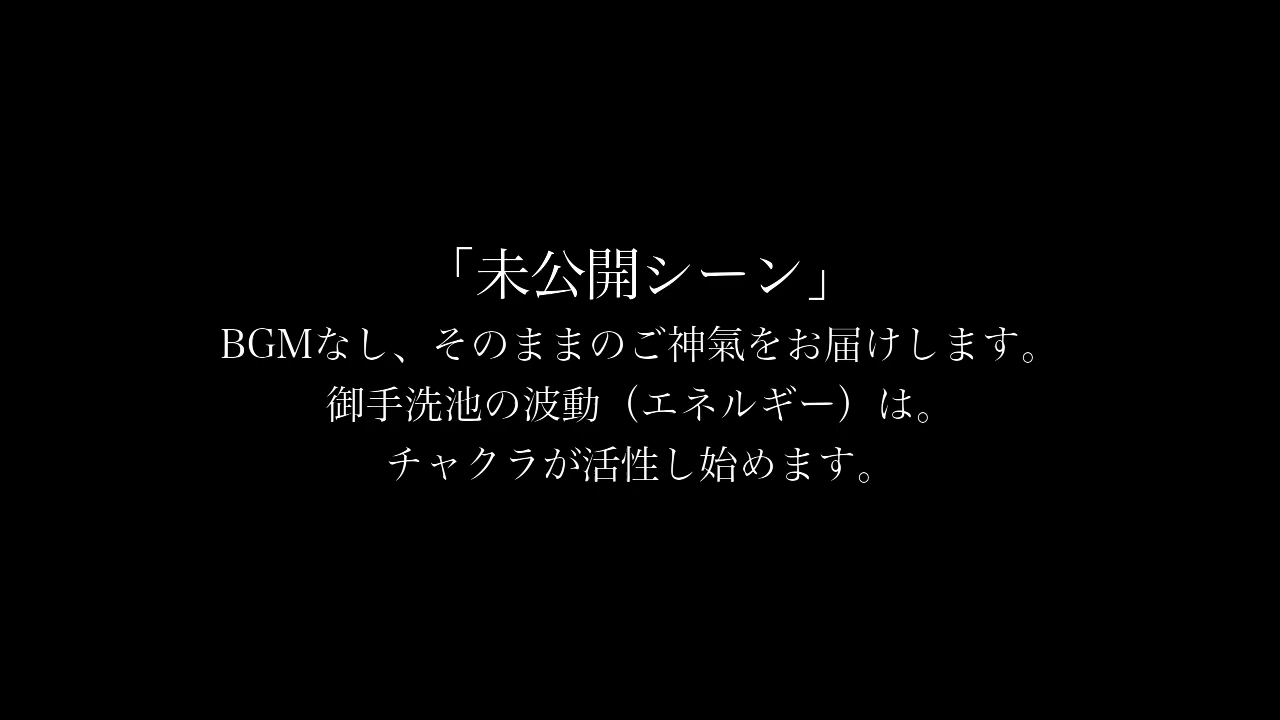 「未公開シーン」
BGMなし、そのままのご神氣をお届けします。
御手洗池の波動（エネルギー）は。
チャクラが活性し始めます。